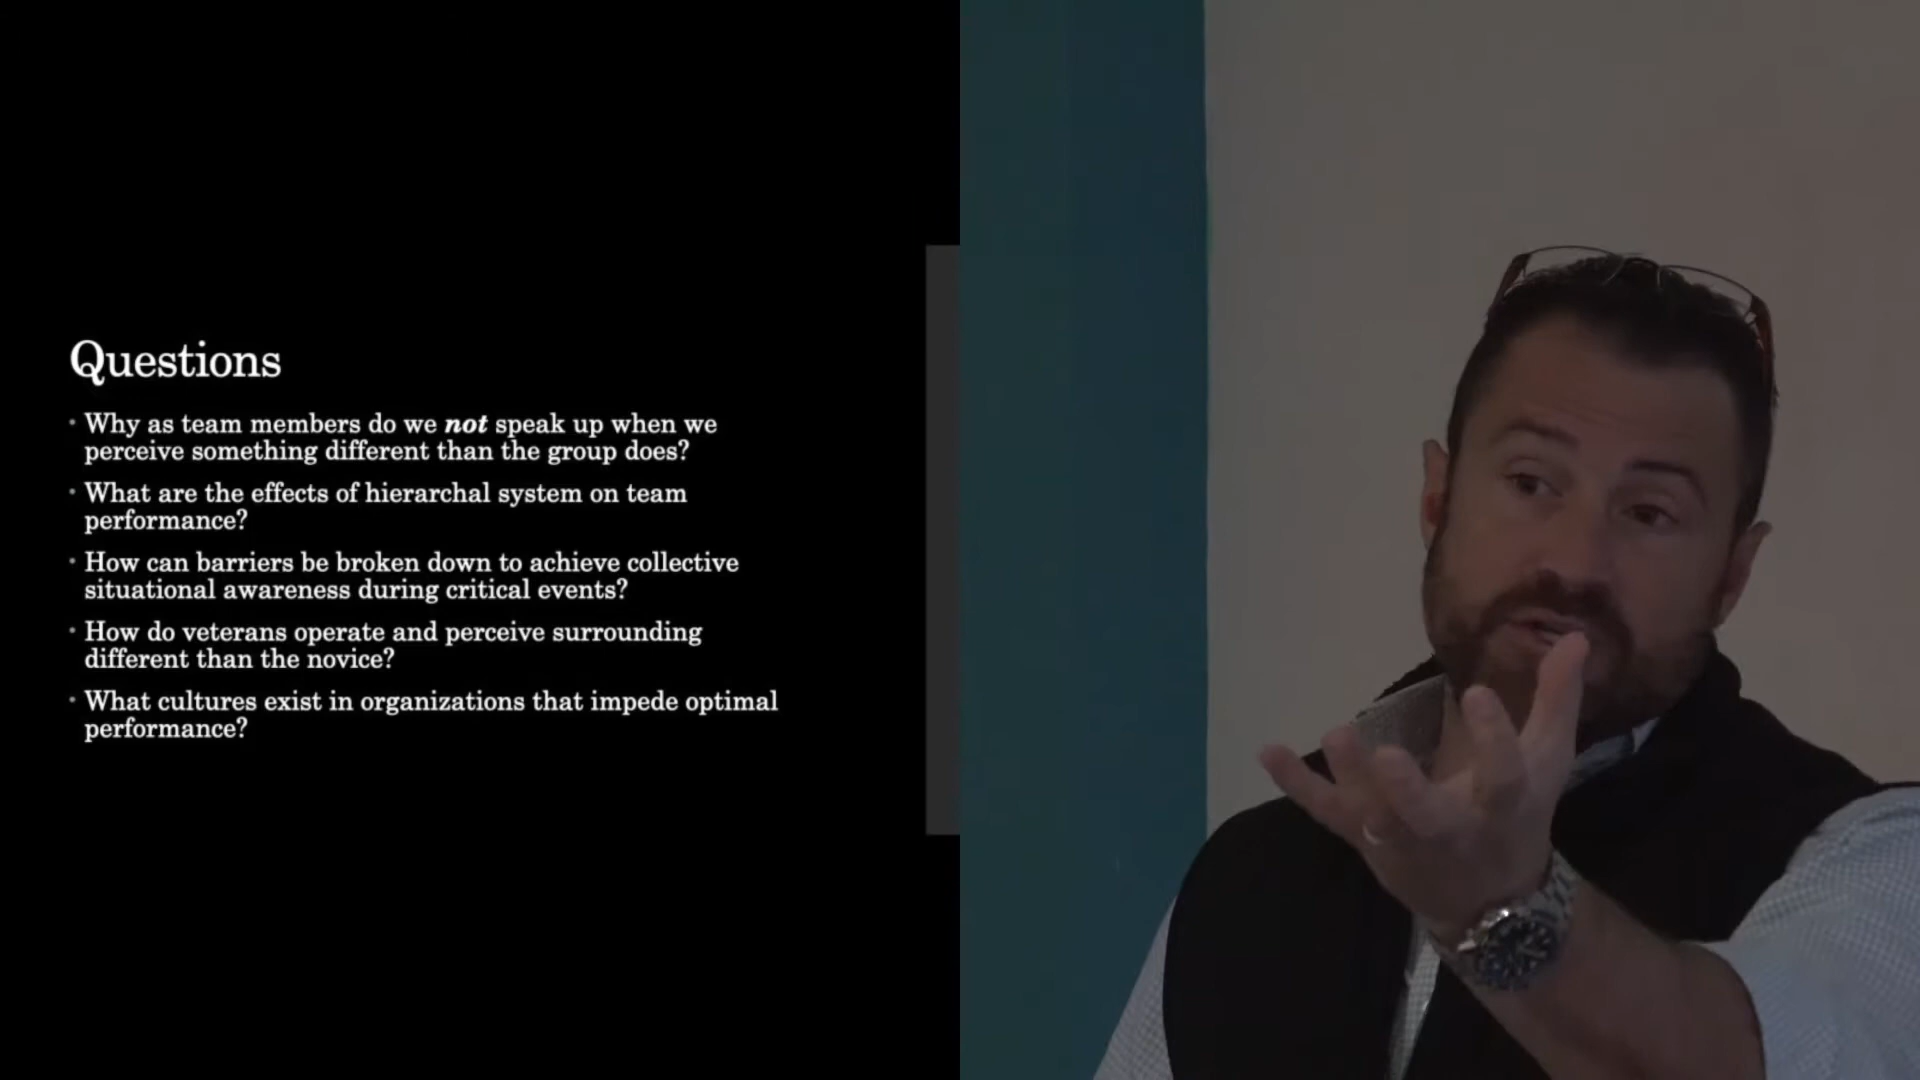 Questions
• Why as team members do we not speak up when we
perceive something different than the group does?
• What are the effects of hierarchal system on team
performance?
• How can barriers be broken down to achieve collective
situational awareness during critical events?
• How do veterans operate and perceive surrounding
different than the novice?
• What cultures exist in organizations that impede optimal
performance?